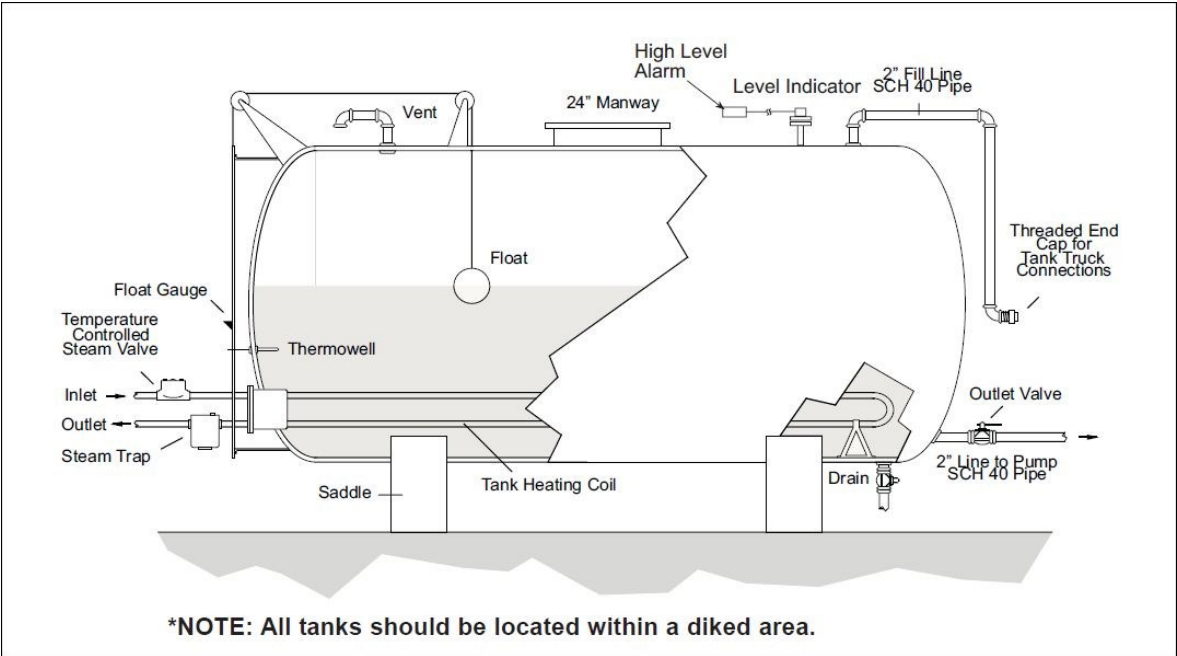 High Level
Alarm
Level Indicator
2” Fill Line
SCH 40 Pipe
Vent
24” Manway
Threaded End
Cap for
Tank Truck
Connections
Float
Float Gauge
Temperature
Controlled
Steam Valve
Thermowell
Inlet
Outlet
Steam Trap
Outlet Valve
2” Line to Pump
SCH 40 Pipe
Saddle
Tank Heating Coil
Drain
*NOTE: All tanks should be located within a diked area.